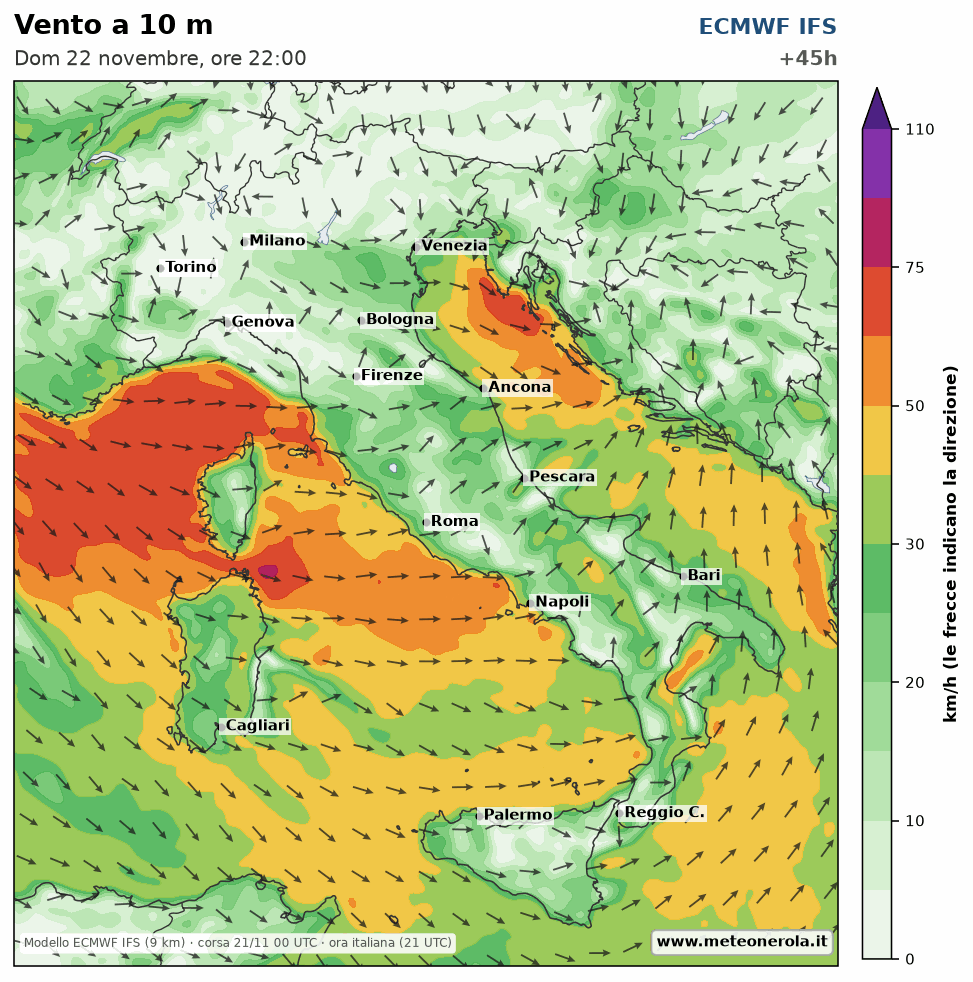 Vento a 10 m
ECMWF IFS
Dom 22 novembre, ore 22:00
+45h
110
75
50
30
20
10
0
km/h (le frecce indicano la direzione)
Venezia
Milano
Torino
Genova
Bologna
Firenze
Ancona
Pescara
Roma
Bari
Napoli
Cagliari
Palermo
Reggio C.
Modello ECMWF IFS (9 km) · corsa 21/11 00 UTC · ora italiana (21 UTC)
www.meteonerola.it